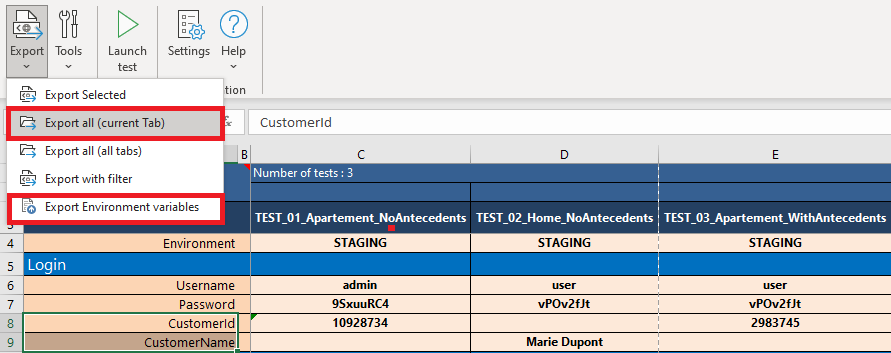 Export Tools Launch test Settings Help
Export Selected
tion
Export all (current Tab)
fx CustomerId
Export all (all tabs)
B C D E
Export with filter
Number of tests : 3
Export Environment variables
3 TEST_01_Apartement_NoAntecedents TEST_02_Home_NoAntecedents TEST_03_Apartement_WithAntecedents
4 Environment STAGING STAGING STAGING
5 Login
6 Username admin user user
7 Password 9SxuuRC4 vPOv2fJt vPOv2fJt
8 CustomerId 10928734 2983745
9 CustomerName Marie Dupont